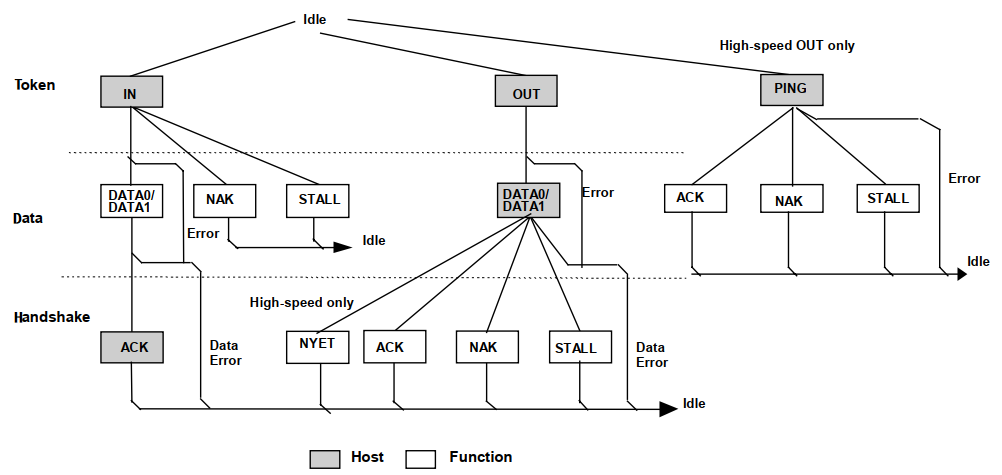 Idle
High-speed OUT only
Token
IN
OUT
PING
DATA0/
DATA1
NAK
STALL
DATA0/
DATA1
Error
ACK
NAK
STALL
Error
Data
Error
Idle
Idle
High-speed only
Handshake
ACK
Data
Error
NYET
ACK
NAK
STALL
Data
Error
Idle
Host
Function